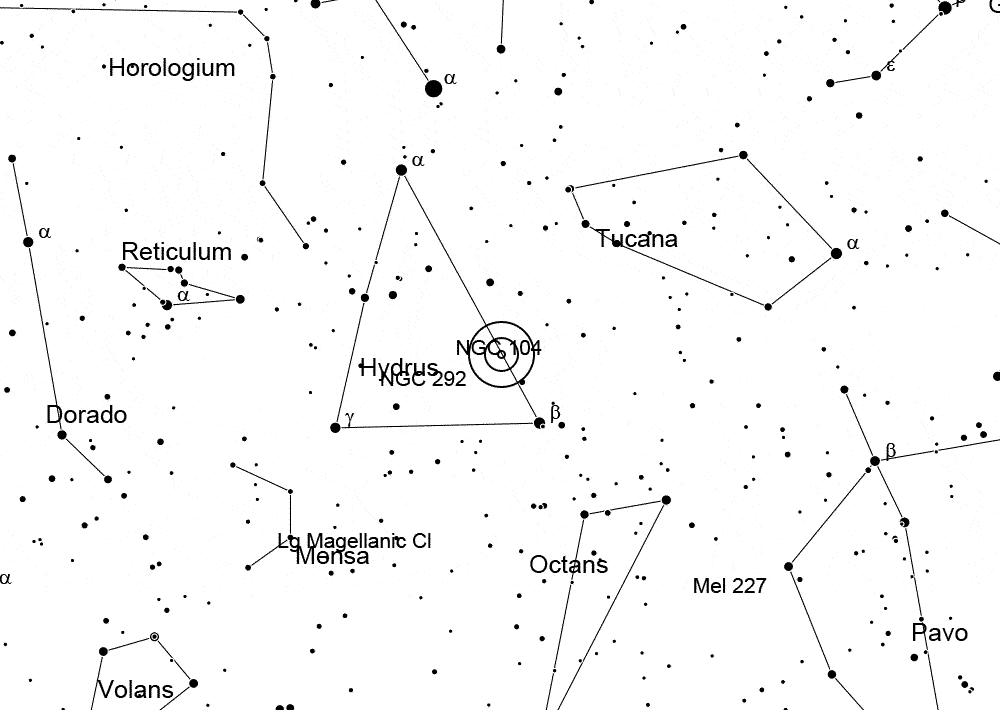 β
G
ε
Horologium
α
α
α
Reticulum
α
Tucana
α
α
NGC 104
Hydrus
NGC 292
Dorado
γ
β
β
Lg Magellanic Cl
Mensa
Octans
α
Mel 227
Pavo
Volans